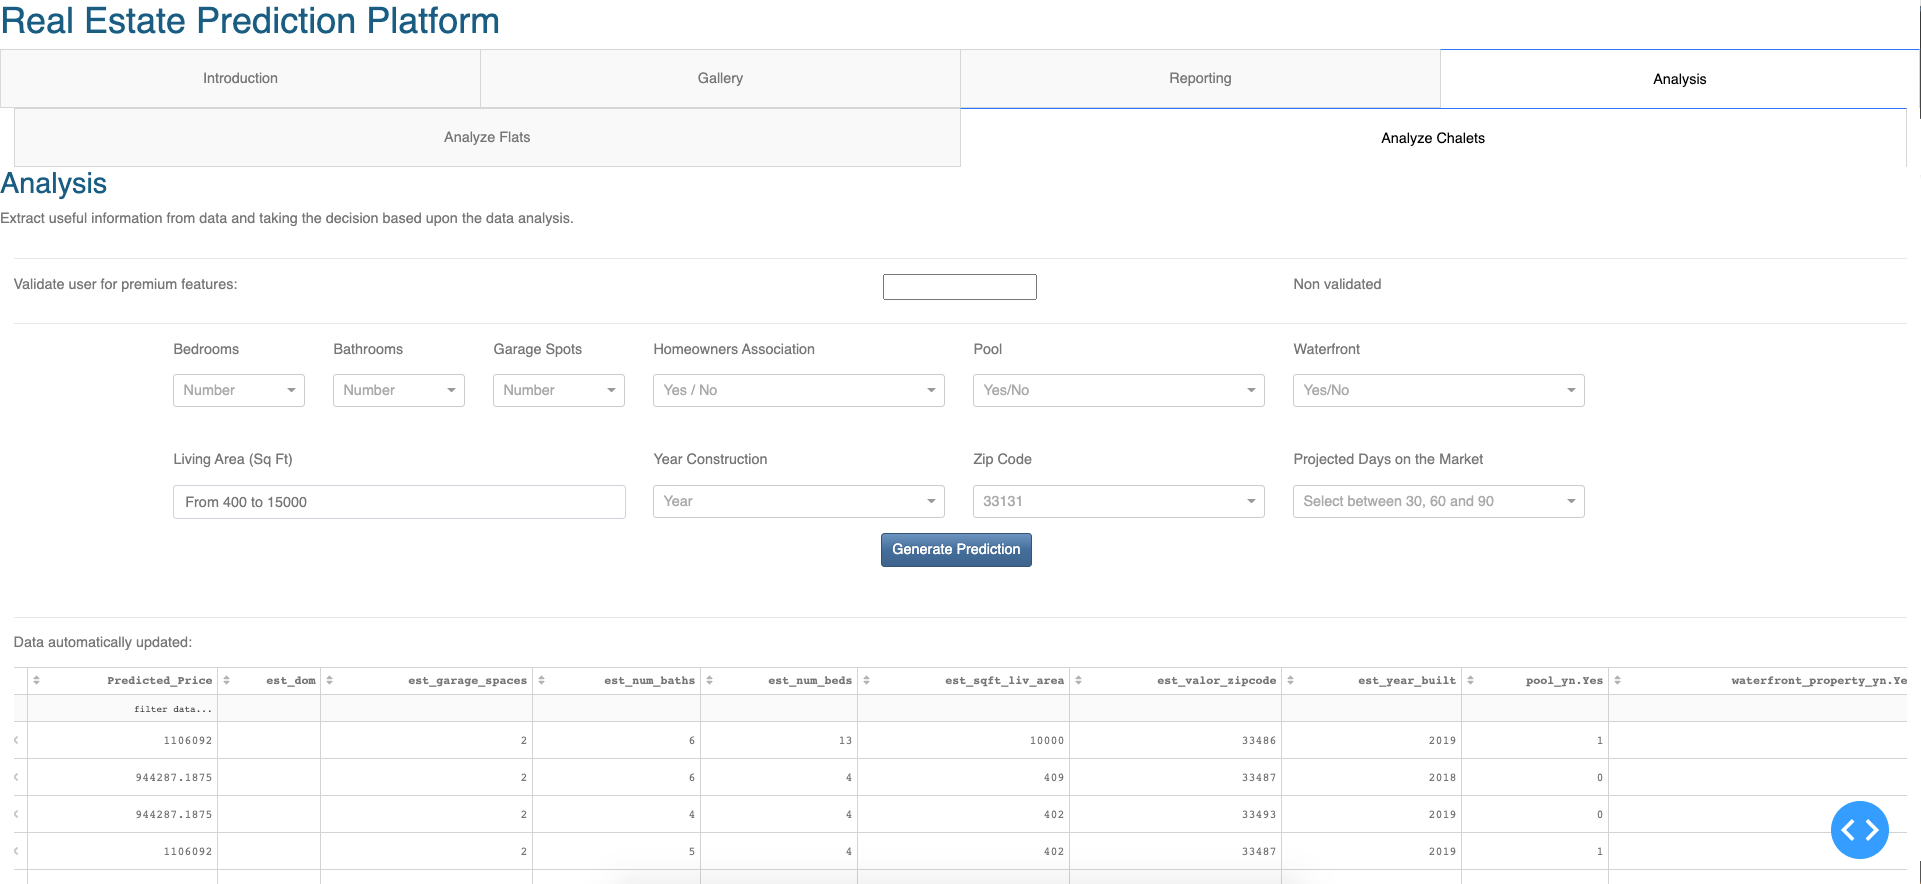 Real Estate Prediction Platform
Introduction Gallery Reporting Analysis
Analyze Flats Analyze Chalets
Analysis
Extract useful information from data and taking the decision based upon the data analysis.
Validate user for premium features: Non validated
Bedrooms Bathrooms Garage Spots Homeowners Association Pool Waterfront
Number Number Number Yes / No Yes/No Yes/No
Living Area (Sq Ft) Year Construction Zip Code Projected Days on the Market
From 400 to 15000 Year 33131 Select between 30, 60 and 90
Generate Prediction
Data automatically updated:
Predicted_Price est_dom est_garage_spaces est_num_baths est_num_beds est_sqft_liv_area est_valor_zipcode est_year_built pool_yn.Yes waterfront_property_yn.Ye
filter data...
1106092 2 6 13 10000 33486 2019 1
944287.1875 2 6 4 409 33487 2018 0
944287.1875 2 4 4 402 33493 2019 0
1106092 2 5 4 402 33487 2019 1